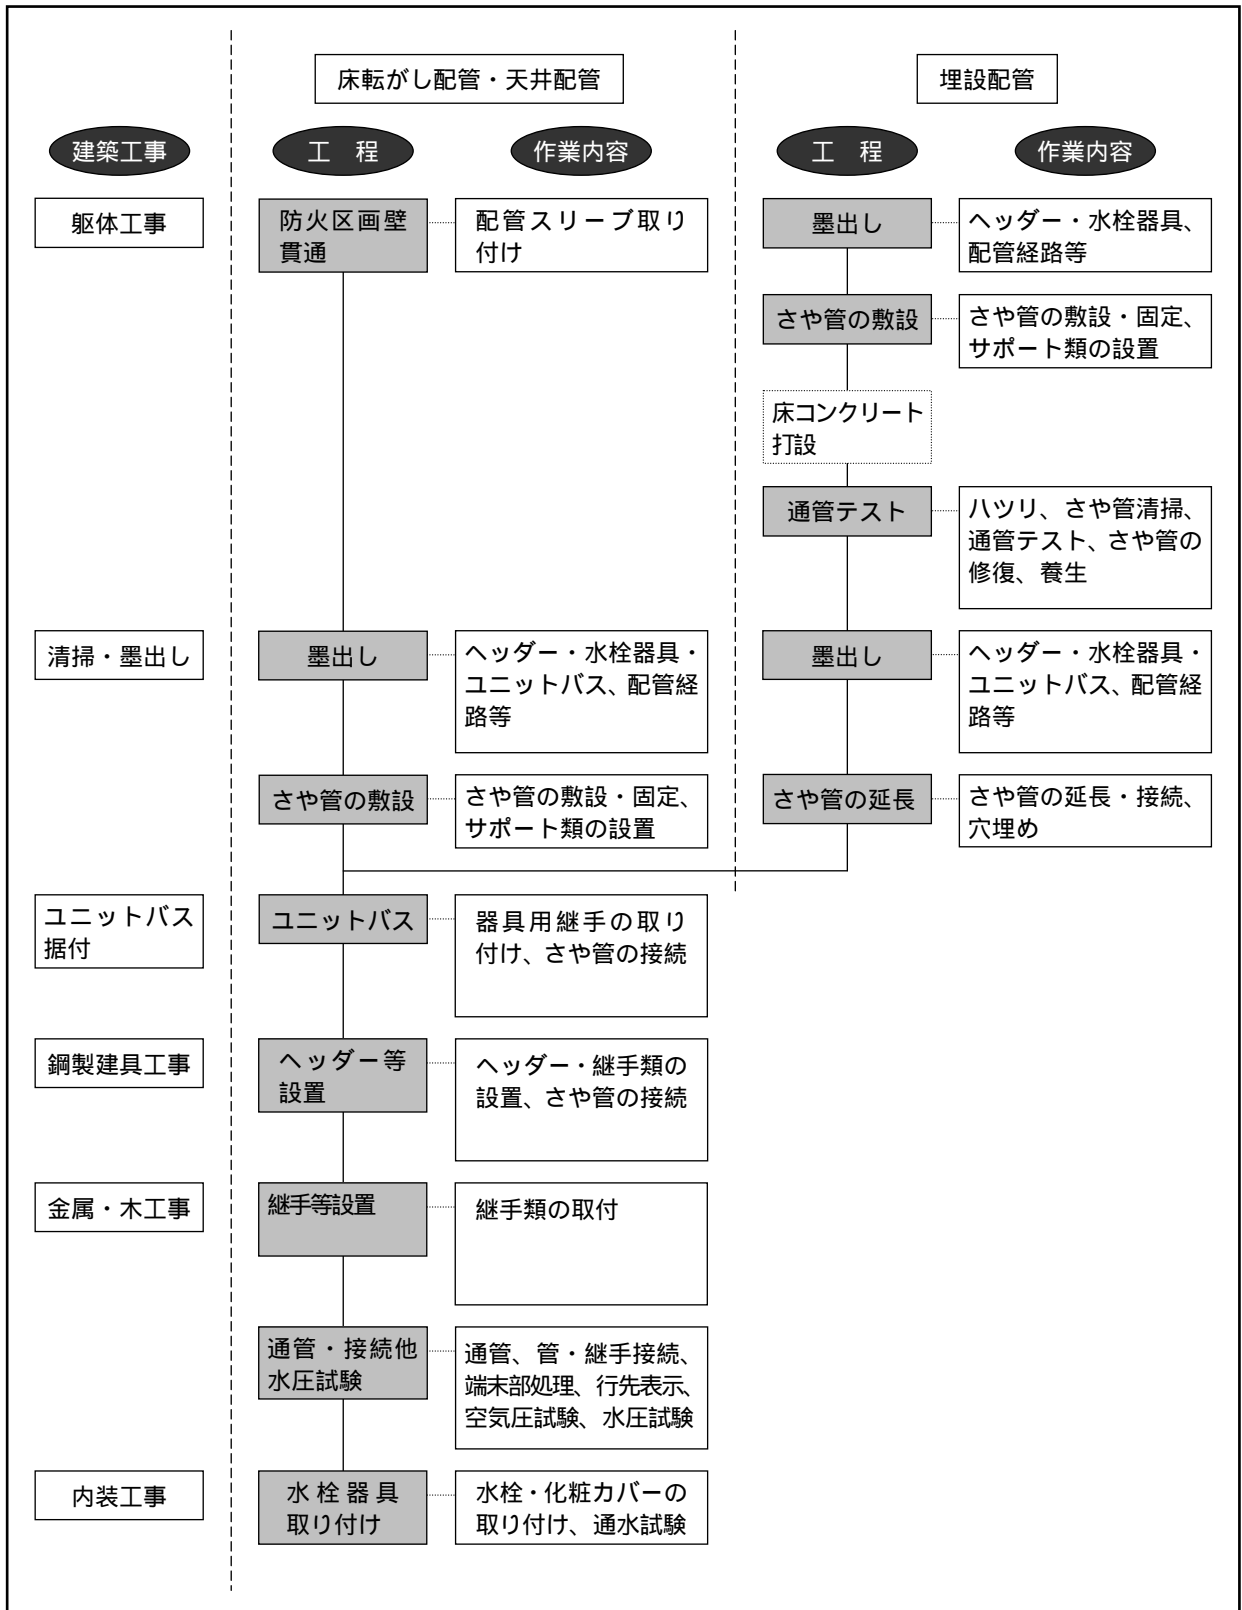 床転がし配管・天井配管
埋設配管
建築工事
工 程
作業内容
工 程
作業内容
躯体工事
防火区画壁
貫通
配管スリーブ取り
付け
墨出し
ヘッダー・水栓器具、
配管経路等
さや管の敷設
さや管の敷設・固定、
サポート類の設置
床コンクリート
打設
通管テスト
ハツリ、さや管清掃、
通管テスト、さや管の
修復、養生
清掃・墨出し
墨出し
ヘッダー・水栓器具・
ユニットバス、配管経
路等
墨出し
ヘッダー・水栓器具・
ユニットバス、配管経
路等
さや管の敷設
さや管の敷設・固定、
サポート類の設置
さや管の延長
さや管の延長・接続、
穴埋め
ユニットバス
据付
ユニットバス
器具用継手の取り
付け、さや管の接続
鋼製建具工事
ヘッダー等
設置
ヘッダー・継手類の
設置、さや管の接続
金属・木工事
継手等設置
継手類の取付
通管・接続他
水圧試験
通管、管・継手接続、
端末部処理、行先表示、
空気圧試験、水圧試験
内装工事
水栓器具
取り付け
水栓・化粧カバーの
取り付け、通水試験